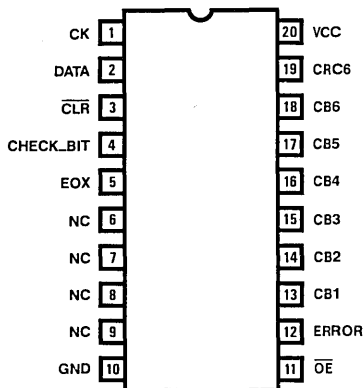 CK 1 20 VCC
DATA 2 19 CRC6
CLR 3 18 CB6
CHECK_BIT 4 17 CB5
EOX 5 16 CB4
NC 6 15 CB3
NC 7 14 CB2
NC 8 13 CB1
NC 9 12 ERROR
GND 10 11 OE